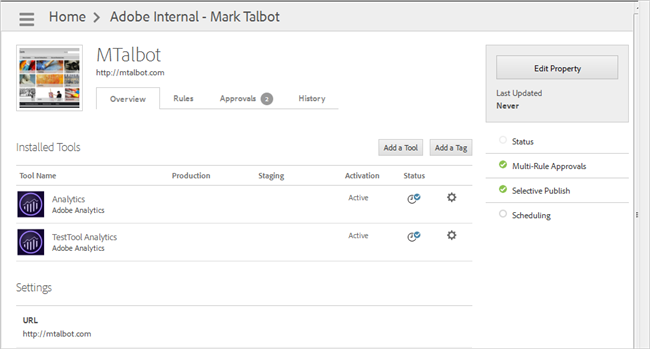 Home > Adobe Internal - Mark Talbot
MTalbot
http://mtalbot.com
Overview Rules Approvals 2 History
Edit Property
Last Updated
Never
Status
Multi-Rule Approvals
Selective Publish
Scheduling
Installed Tools Add a Tool Add a Tag
Tool Name Production Staging Activation Status
Analytics Active
Adobe Analytics
TestTool Analytics Active
Adobe Analytics
Settings
URL
http://mtalbot.com